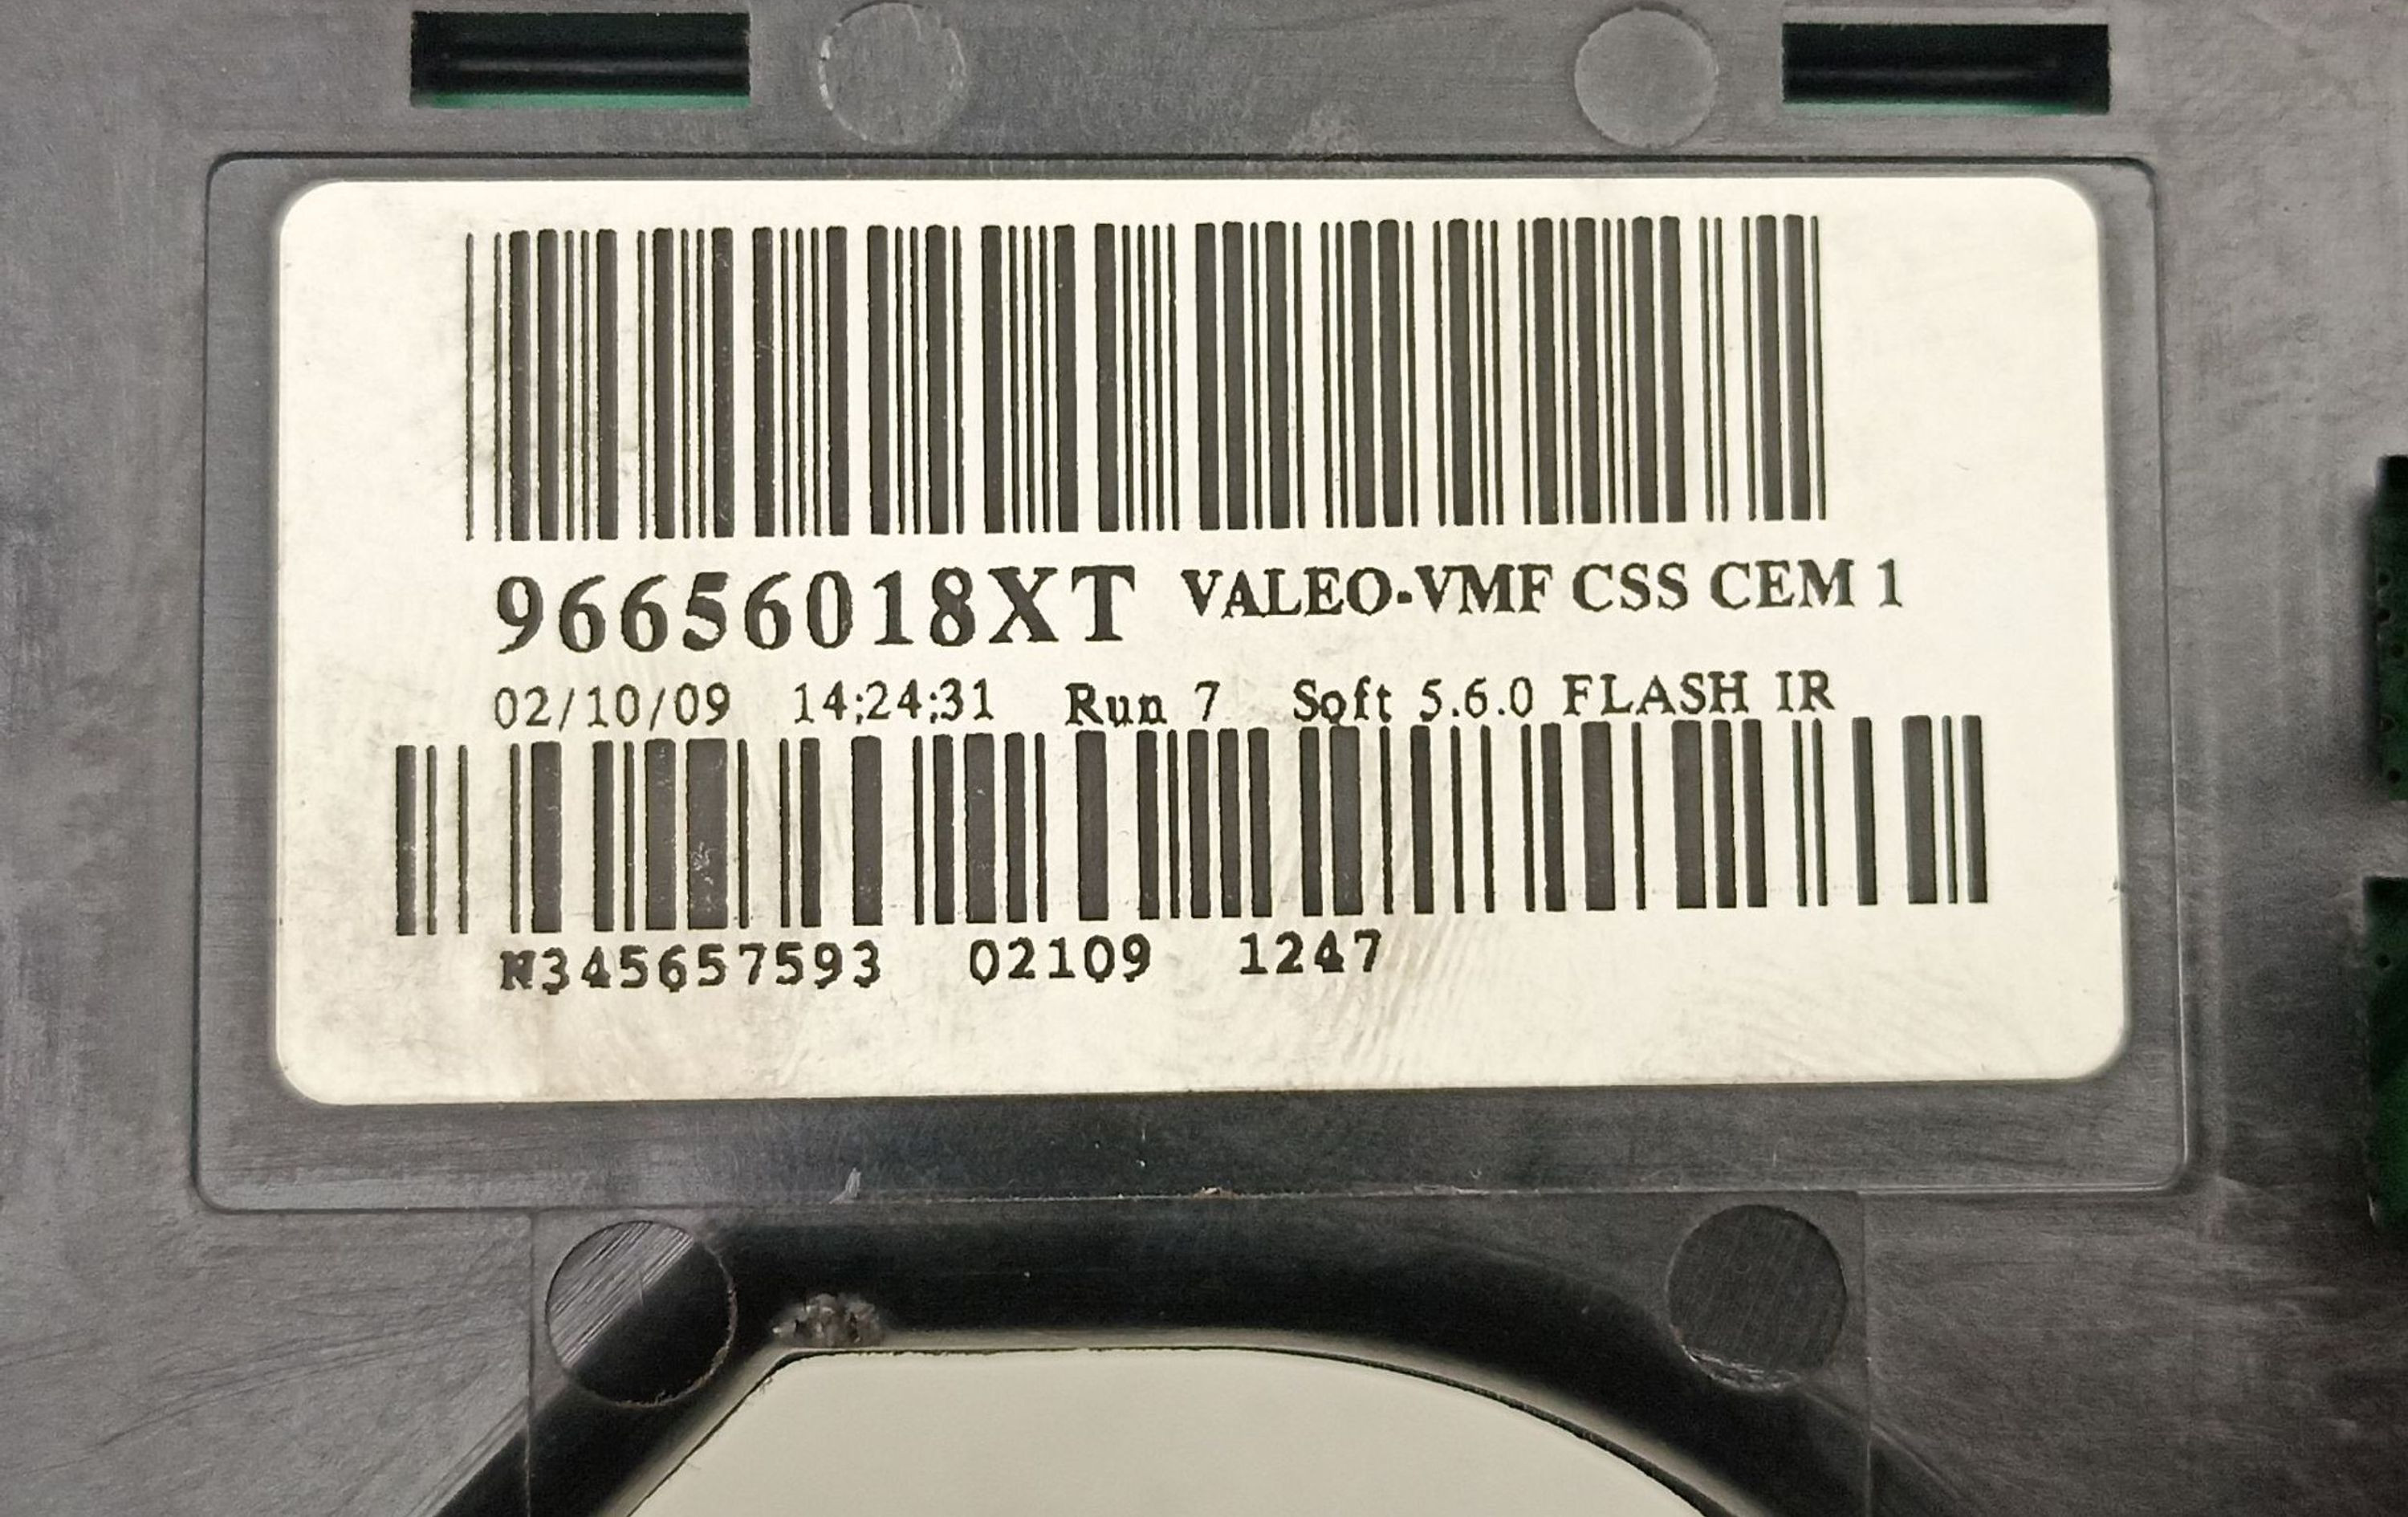 96656018XT VALEO-VMF CSS CEM 1
02/10/09 14:24:31 Run 7 Soft 5.6.0 FLASH IR
N345657593 02109 1247